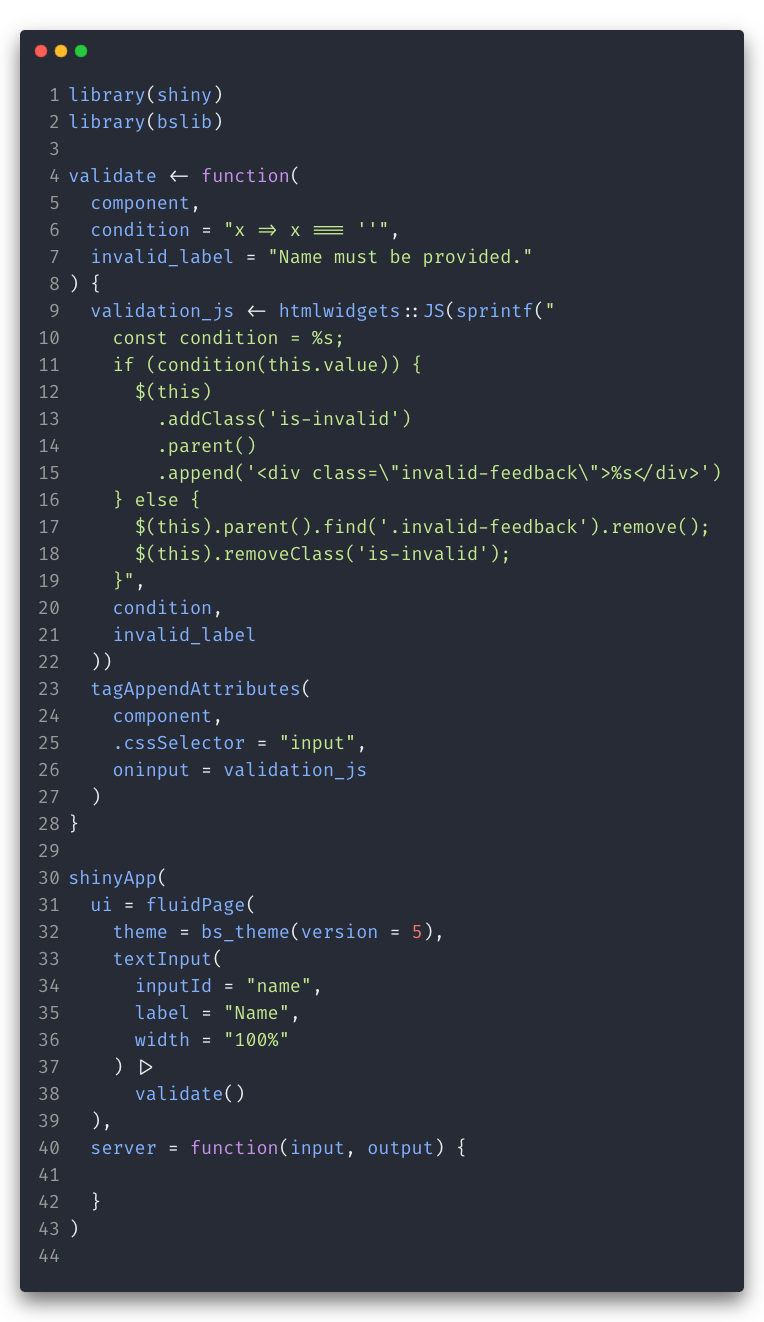 1 library(shiny)
2 library(bslib)
3
4 validate <- function(
5   component,
6   condition = "x => x === ''",
7   invalid_label = "Name must be provided."
8 ) {
9   validation_js <- htmlwidgets::JS(sprintf("
10     const condition = %s;
11     if (condition(this.value)) {
12       $(this)
13         .addClass('is-invalid')
14         .parent()
15         .append('<div class=\"invalid-feedback\">%s</div>')
16     } else {
17       $(this).parent().find('.invalid-feedback').remove();
18       $(this).removeClass('is-invalid');
19     }",
20     condition,
21     invalid_label
22   ))
23   tagAppendAttributes(
24     component,
25     .cssSelector = "input",
26     oninput = validation_js
27   )
28 }
29
30 shinyApp(
31   ui = fluidPage(
32     theme = bs_theme(version = 5),
33     textInput(
34       inputId = "name",
35       label = "Name",
36       width = "100%"
37     ) |>
38       validate()
39   ),
40   server = function(input, output) {
41
42   }
43 )
44